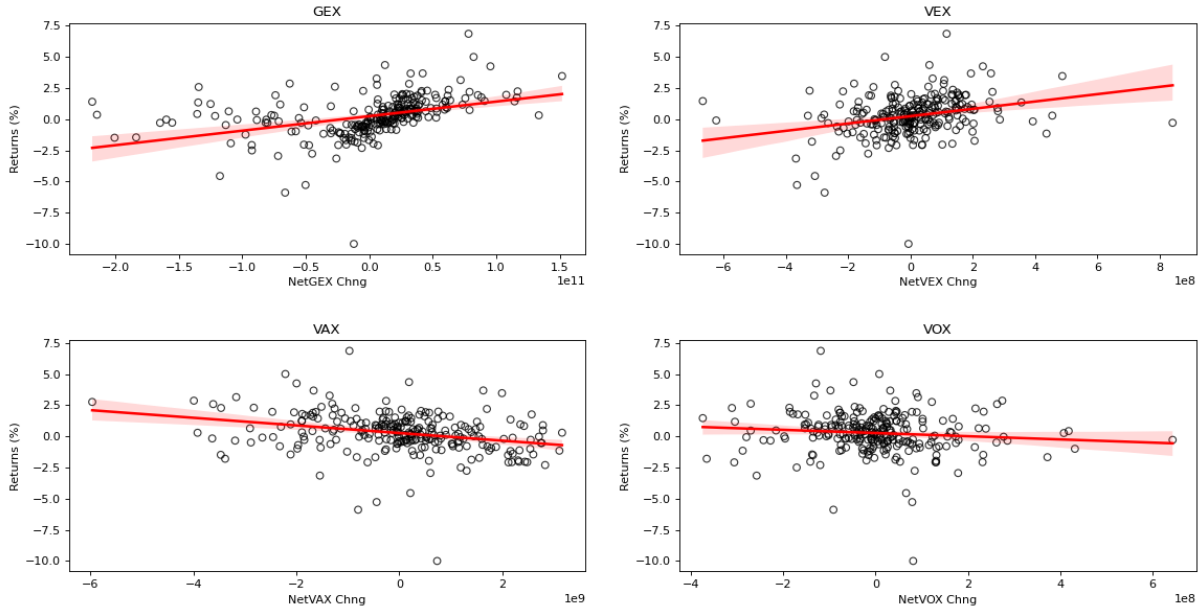 GEX
VEX
7.5
5.0
2.5
0.0
−2.5
−5.0
−7.5
−10.0
Returns (%)
−2.0 −1.5 −1.0 −0.5 0.0 0.5 1.0 1.5
NetGEX Chng
1e11
7.5
5.0
2.5
0.0
−2.5
−5.0
−7.5
−10.0
Returns (%)
−6 −4 −2 0 2 4 6 8
NetVEX Chng
1e8
VAX
VOX
7.5
5.0
2.5
0.0
−2.5
−5.0
−7.5
−10.0
Returns (%)
−6 −4 −2 0 2
NetVAX Chng
1e9
7.5
5.0
2.5
0.0
−2.5
−5.0
−7.5
−10.0
Returns (%)
−4 −2 0 2 4 6
NetVOX Chng
1e8